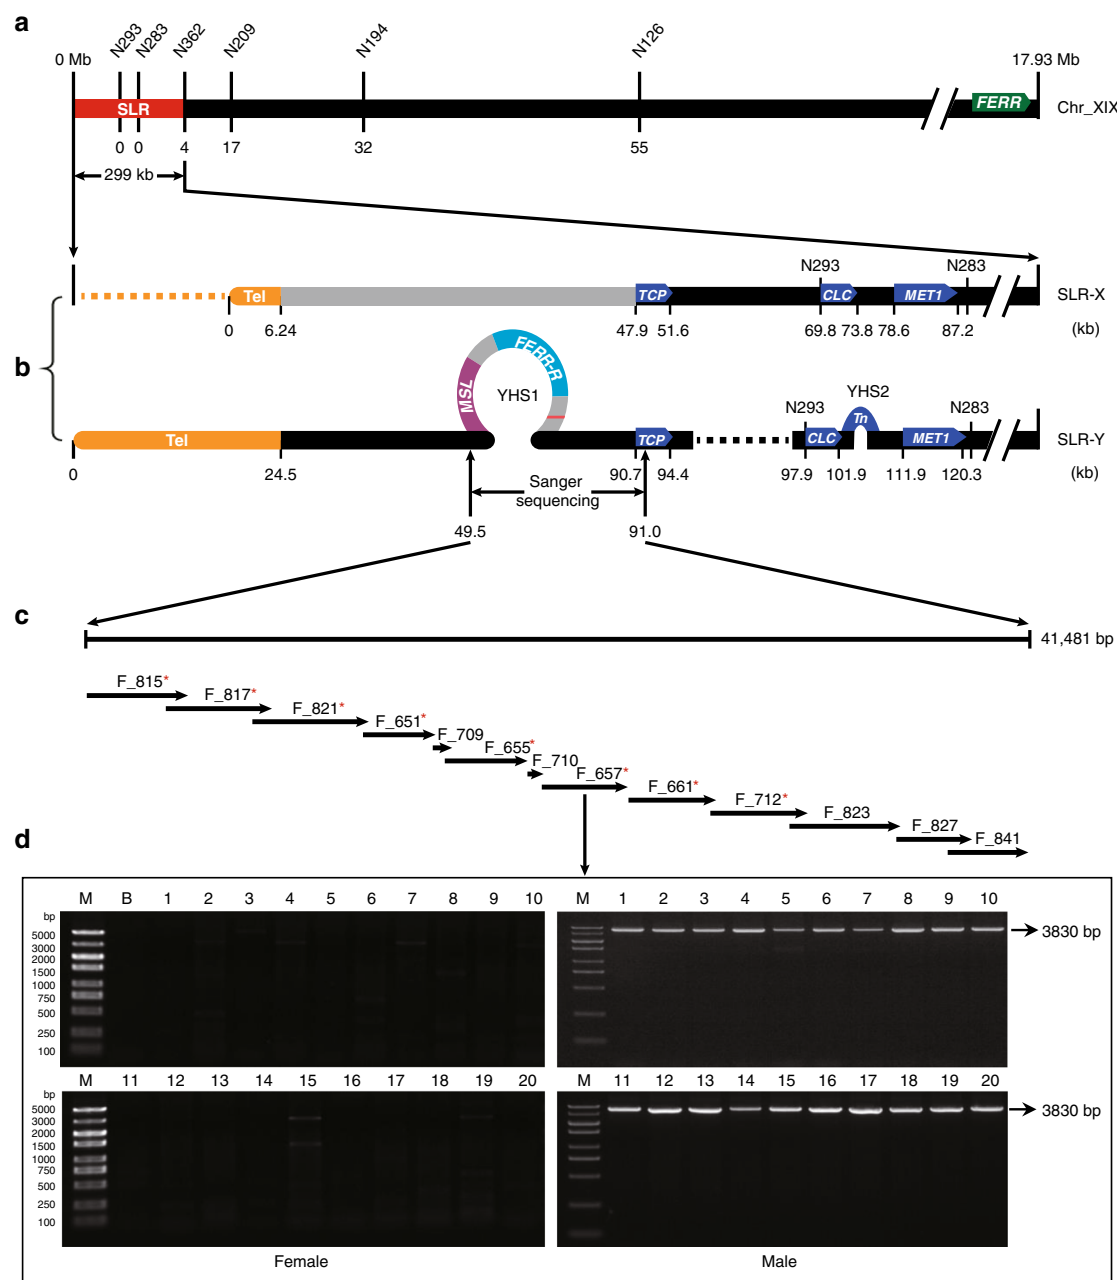 a
N293 N283 N362 N209 N194 N126
0 Mb 17.93 Mb
SLR FERR Chr_XIX
0 0 4 17 32 55
299 kb
N293 N283
Tel TCP CLC MET1 SLR-X
0 6.24 47.9 51.6 69.8 73.8 78.6 87.2 (kb)
b
MSL FERR-R YHS1 YHS2
N293 Tn N283
Tel TCP CLC MET1 SLR-Y
0 24.5 90.7 94.4 97.9 101.9 111.9 120.3 (kb)
Sanger
sequencing
49.5 91.0
c
41,481 bp
F_815*
F_817*
F_821*
F_651*
F_709
F_655*
F_710
F_657*
F_661*
F_712*
F_823
F_827
F_841
d
M B 1 2 3 4 5 6 7 8 9 10 M 1 2 3 4 5 6 7 8 9 10
bp
5000
3000
2000
1500
1000
750
500
250
100
3830 bp
M 11 12 13 14 15 16 17 18 19 20 M 11 12 13 14 15 16 17 18 19 20
bp
5000
3000
2000
1500
1000
750
500
250
100
3830 bp
Female Male